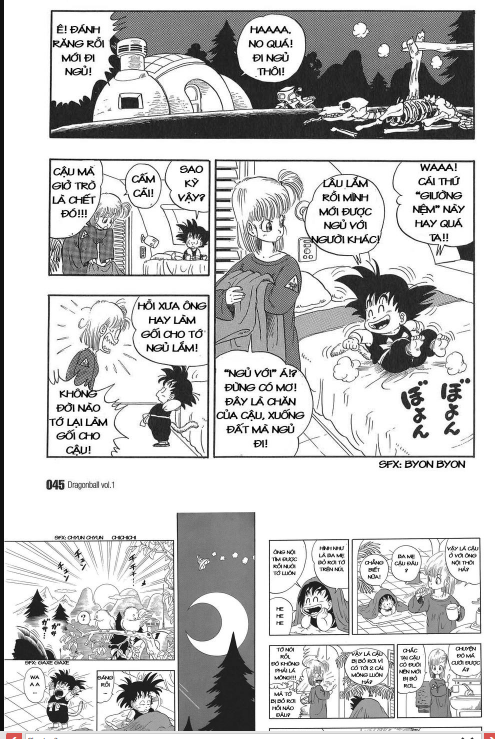 Ê! ĐÁNH
RĂNG RỒI
MỚI ĐI
NGỦ!
HAAAA,
NO QUÁ!
ĐI NGỦ
THÔI!
WAAA!
CÁI THỨ
“GIƯỜNG
NỆM” NÀY
HAY QUÁ
TA!!
LÂU LẮM
RỒI MÌNH
MỚI ĐƯỢC
NGỦ VỚI
NGƯỜI KHÁC!
"NGỦ VỚI" Á!?
ĐỪNG CÓ MƠ!
ĐÂY LÀ CHĂN
CỦA CẬU, XUỐNG
ĐẤT MÀ NGỦ
ĐI!
ぼよん
ぼよん
SFX: BYON BYON
SAO
KỲ
VẬY?
CẤM
CÃI!
CẬU MÀ
GIỞ TRÒ
LÀ CHẾT
ĐÓ!!!
HỒI XƯA ÔNG
HAY LÀM
GỐI CHO TỚ
NGỦ LẮM!
KHÔNG
ĐỜI NÀO
TỚ LẠI LÀM
GỐI CHO
CẬU!
045 Dragonball vol.1
SFX: CHYUN CHYUN CHICHICHI
SFX: GAXE GAXE
WA
A A
SÁNG
RỒI
VẬY LÀ CẬU
Ở VỚI ÔNG
NỘI THÔI
HẢ?
BA MẸ
CẬU ĐÂU
?
CHẲNG
BIẾT
NỮA!
HÌNH NHƯ
LÀ BA MẸ
BỎ RƠI TỚ
TRÊN NÚI.
ÔNG NỘI
TÌM ĐƯỢC
RỒI NUÔI
TỚ LUÔN
HE
HE
HE
CHUYỆN
ĐÓ MÀ
CƯỜI ĐƯỢC
À?
CHẮC
TẠI CẬU
CÓ ĐUÔI
NÊN MỚI
BỊ BỎ
RƠI...
VẬY LÀ CẬU
BỊ BỎ RƠI VÌ
CÓ TỚI 2 CÁI
MÔNG LUÔN
HẢ?
TỚ NÓI
RỒI,
ĐÓ KHÔNG
PHẢI LÀ
MÔNG!!!
MÀ TỚ
BỊ BỎ RƠI
HỒI NÀO
ĐÂU?